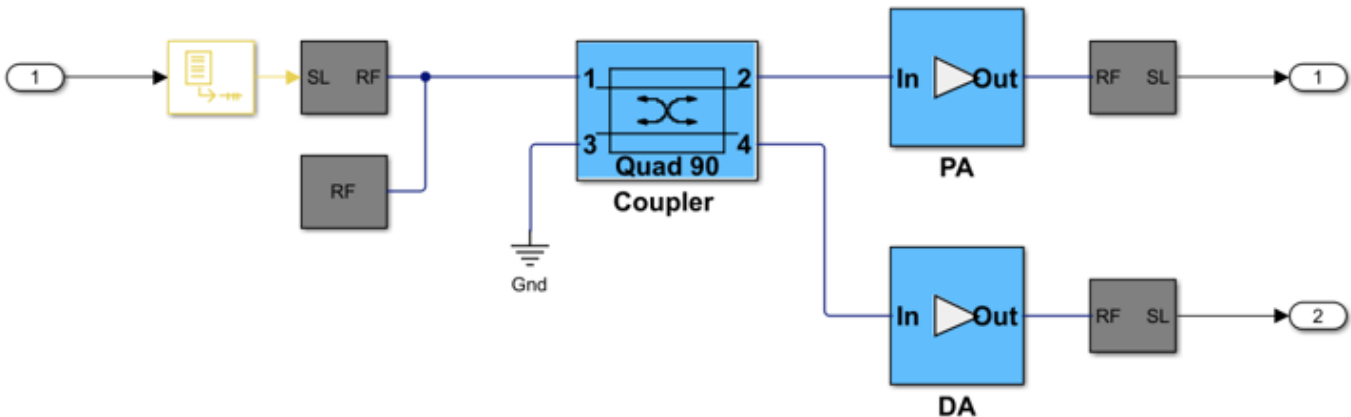 1
SL RF
RF
1 2
3 4
Quad 90
Coupler
Gnd
In Out
PA
RF SL
1
In Out
DA
RF SL
2